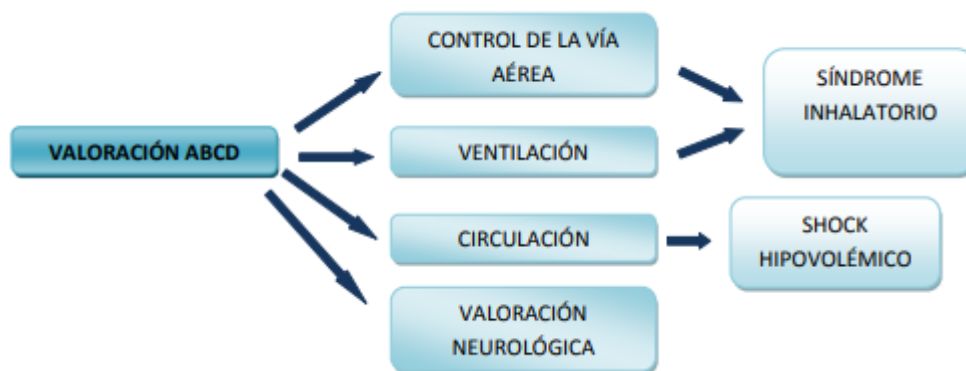 VALORACIÓN ABCD
CONTROL DE LA VÍA
AÉREA
VENTILACIÓN
CIRCULACIÓN
VALORACIÓN
NEUROLÓGICA
SÍNDROME
INHALATORIO
SHOCK
HIPOVOLÉMICO